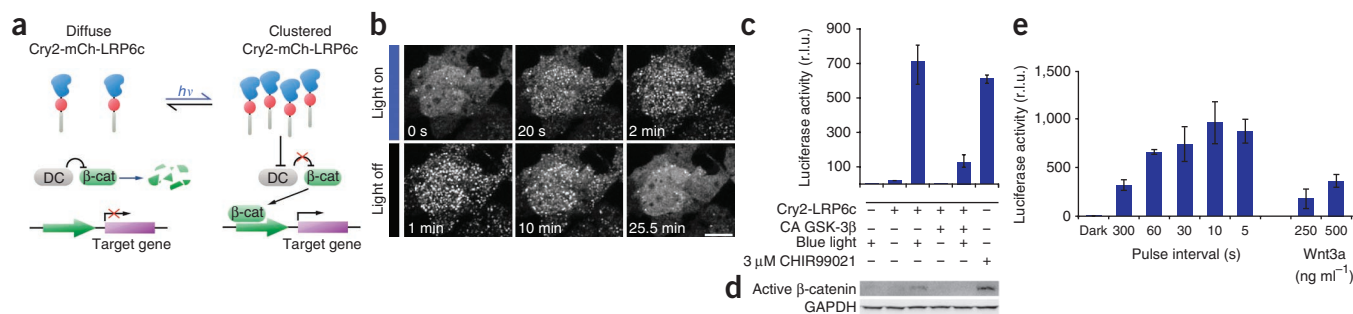 a
Diffuse
Cry2-mCh-LRP6c
Clustered
Cry2-mCh-LRP6c
hν
DC
β-cat
DC
β-cat
β-cat
Target gene
Target gene
b
Light on
0 s
20 s
2 min
Light off
1 min
10 min
25.5 min
c
Luciferase activity (r.l.u.)
900
700
500
300
100
Cry2-LRP6c – + + + + –
CA GSK-3β – – – + + –
Blue light + – + – + –
3 μM CHIR99021 – – – – – +
d
Active β-catenin
GAPDH
e
Luciferase activity (r.l.u.)
1,500
1,000
500
0
Dark 300 60 30 10 5
Pulse interval (s)
250 500
Wnt3a
(ng ml⁻¹)